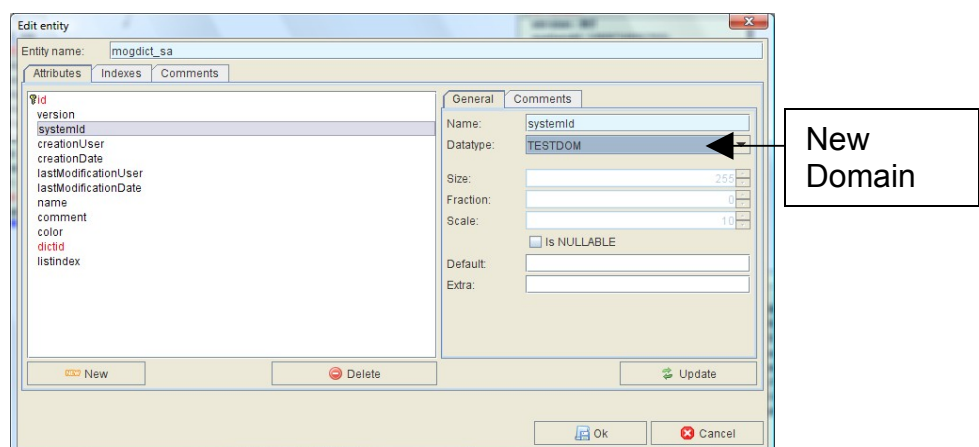 Edit entity
Entity name: mogdict_sa
Attributes Indexes Comments
id
version
systemId
creationUser
creationDate
lastModificationUser
lastModificationDate
name
comment
color
dictid
listindex
General Comments
Name: systemId
Datatype: TESTDOM
Size: 255
Fraction: 0
Scale: 10
Is NULLABLE
Default:
Extra:
New Delete Update
Ok Cancel
New
Domain